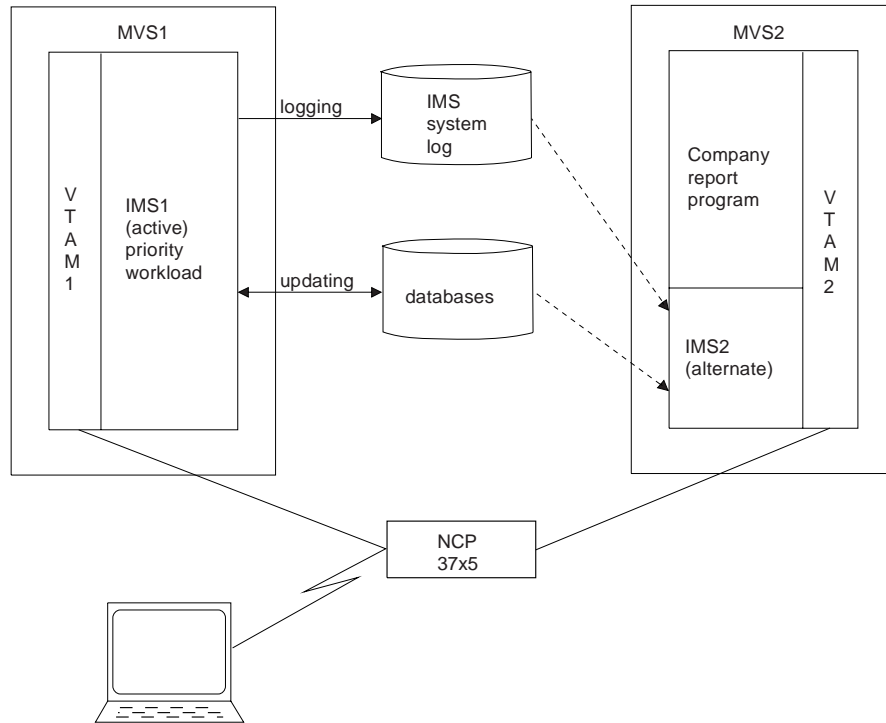 MVS1
MVS2
V
T
A
M
1
IMS1
(active)
priority
workload
logging
IMS
system
log
updating
databases
Company
report
program
IMS2
(alternate)
V
T
A
M
2
NCP
37x5